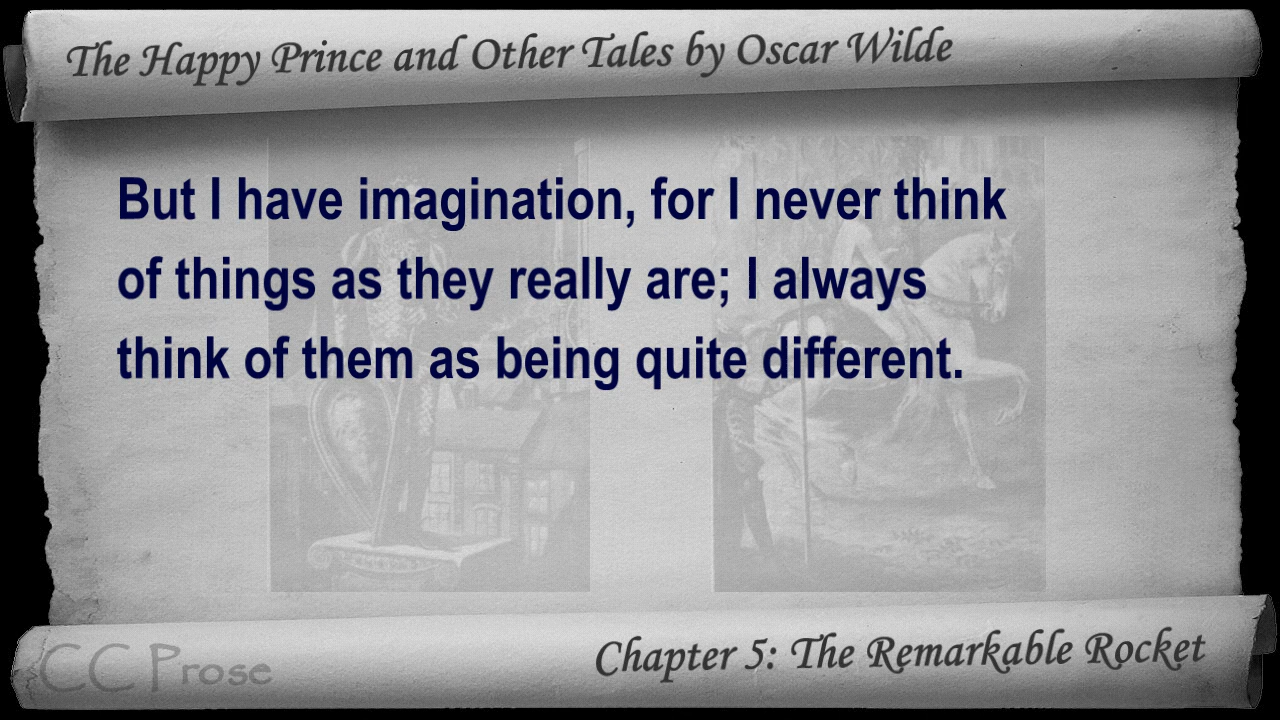 The Happy Prince and Other Tales by Oscar Wilde
But I have imagination, for I never think
of things as they really are; I always
think of them as being quite different.
CC Prose
Chapter 5: The Remarkable Rocket